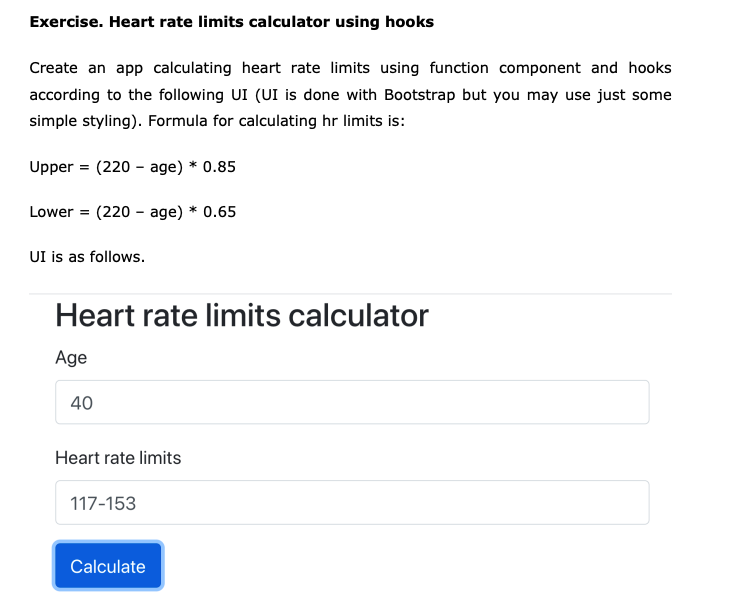 Exercise. Heart rate limits calculator using hooks
Create an app calculating heart rate limits using function component and hooks
according to the following UI (UI is done with Bootstrap but you may use just some
simple styling). Formula for calculating hr limits is:
Upper = (220 – age) * 0.85
Lower = (220 – age) * 0.65
UI is as follows.
Heart rate limits calculator
Age
40
Heart rate limits
117-153
Calculate